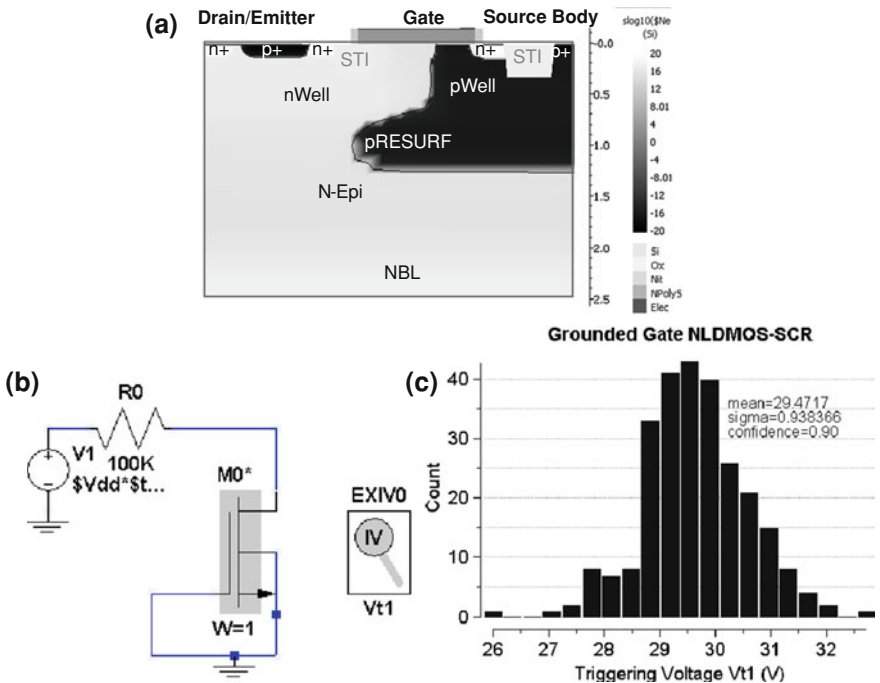 (a)
Drain/Emitter Gate Source Body
n+ p+ n+ n+ p+
STI STI
nWell pWell
pRESURF
N-Epi
NBL
-0.0
0.5
1.0
1.5
2.0
2.5
slog10($Ne
(Si)
20
16
8.01
4
0
-4
-8.01
-12
-16
-20
Si
Ox
Nit
NPoly5
Elec
(b)
R0
100K
V1
$Vdd*$t...
M0*
W=1
EXIV0
IV
Vt1
(c)
Grounded Gate NLDMOS-SCR
mean=29.4717
sigma=0.938366
confidence=0.90
Count
40
30
20
10
0
26 27 28 29 30 31 32
Triggering Voltage Vt1 (V)